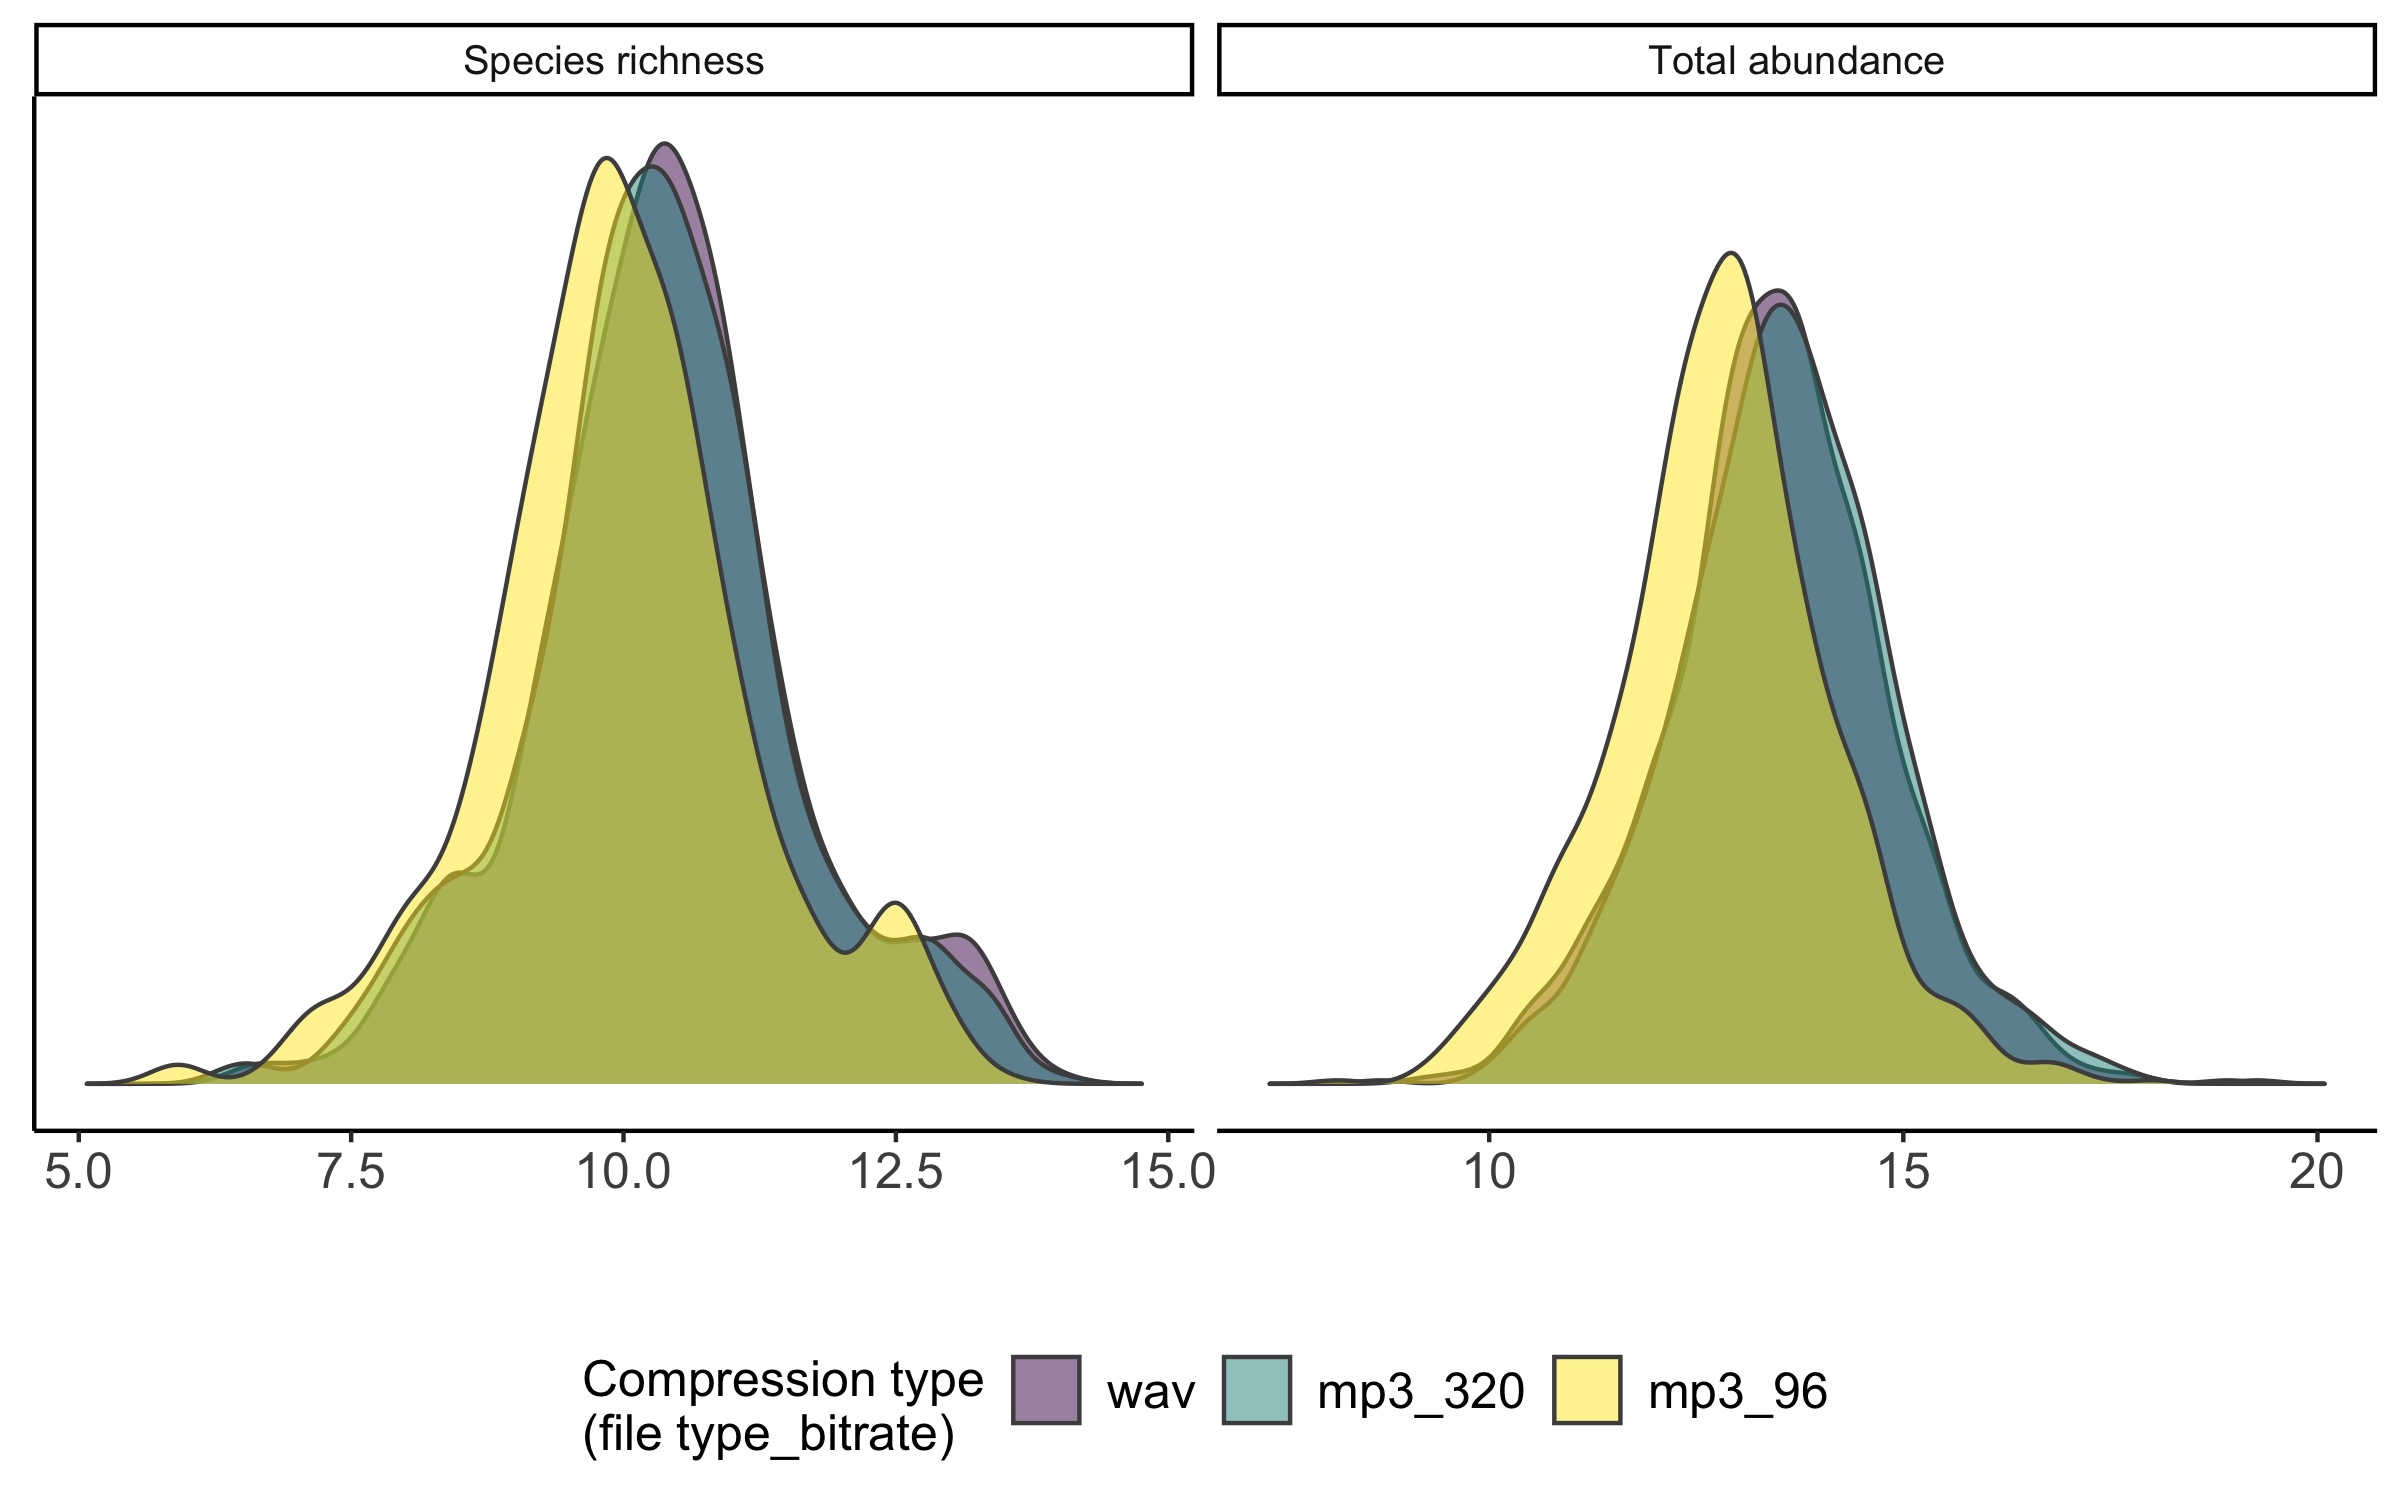 Species richness
Total abundance
5.0 7.5 10.0 12.5 15.0
10 15 20
Compression type
(file type_bitrate)
wav mp3_320 mp3_96